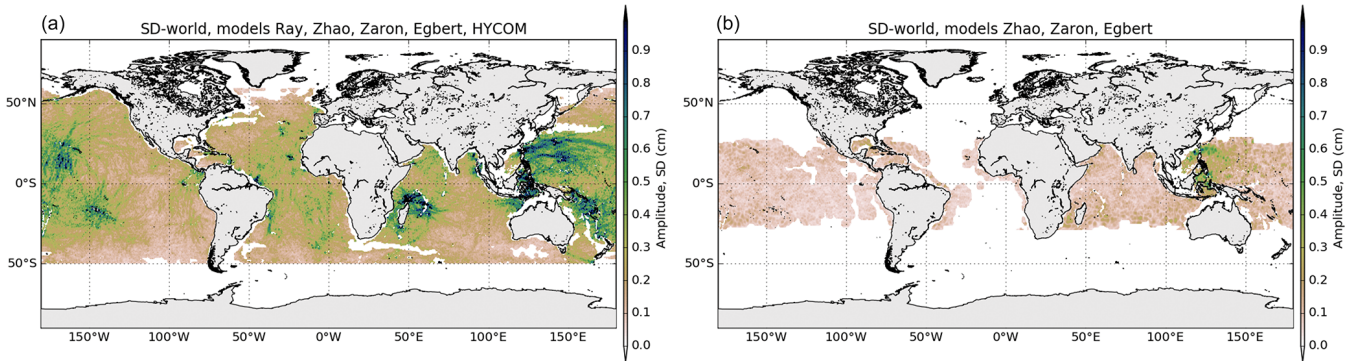 (a)
SD-world, models Ray, Zhao, Zaron, Egbert, HYCOM
50°N
0°S
50°S
150°W 100°W 50°W 0°W 50°E 100°E 150°E
0.9
0.8
0.7
0.6
0.5
0.4
0.3
0.2
0.1
0.0
Amplitude, SD (cm)
(b)
SD-world, models Zhao, Zaron, Egbert
50°N
0°S
50°S
150°W 100°W 50°W 0°W 50°E 100°E 150°E
0.9
0.8
0.7
0.6
0.5
0.4
0.3
0.2
0.1
0.0
Amplitude, SD (cm)